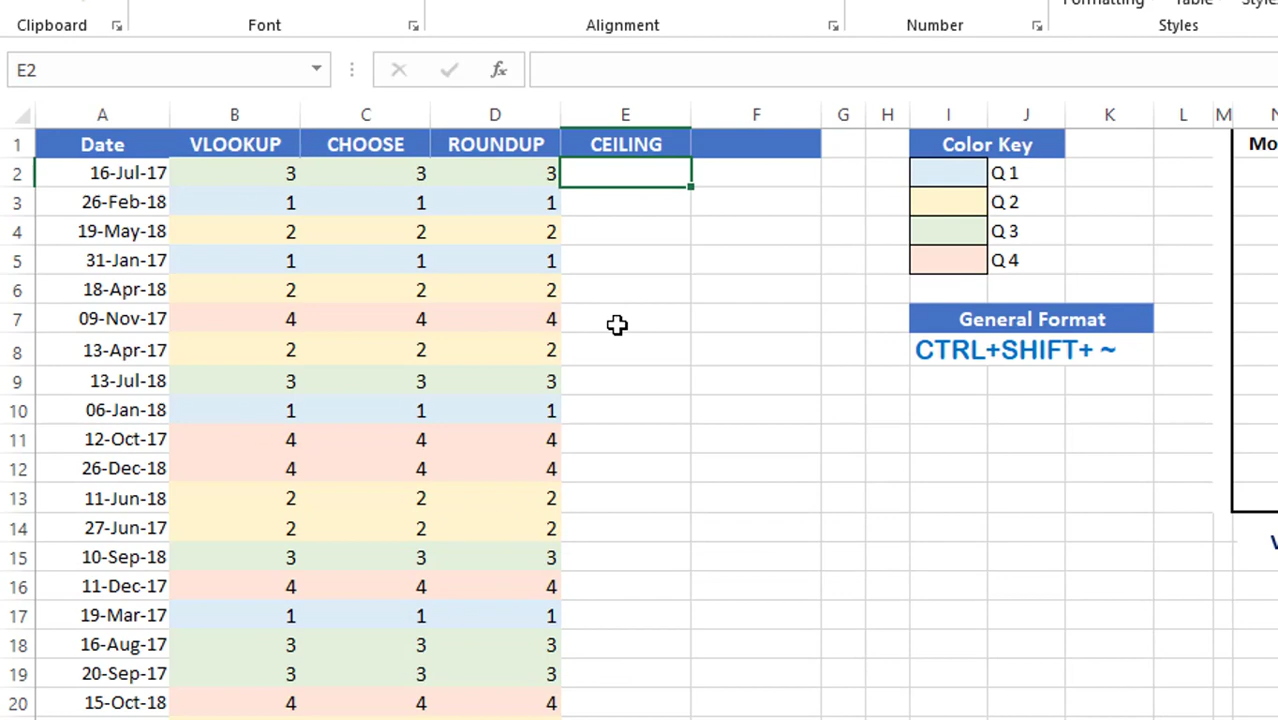 Clipboard Font Alignment Number Styles
E2 fx
A B C D E F G H I J K L M
1 Date VLOOKUP CHOOSE ROUNDUP CEILING Color Key Mo
2 16-Jul-17 3 3 3 Q1
3 26-Feb-18 1 1 1 Q2
4 19-May-18 2 2 2 Q3
5 31-Jan-17 1 1 1 Q4
6 18-Apr-18 2 2 2
7 09-Nov-17 4 4 4 General Format
8 13-Apr-17 2 2 2 CTRL+SHIFT+ ~
9 13-Jul-18 3 3 3
10 06-Jan-18 1 1 1
11 12-Oct-17 4 4 4
12 26-Dec-18 4 4 4
13 11-Jun-18 2 2 2
14 27-Jun-17 2 2 2
15 10-Sep-18 3 3 3
16 11-Dec-17 4 4 4
17 19-Mar-17 1 1 1
18 16-Aug-17 3 3 3
19 20-Sep-17 3 3 3
20 15-Oct-18 4 4 4